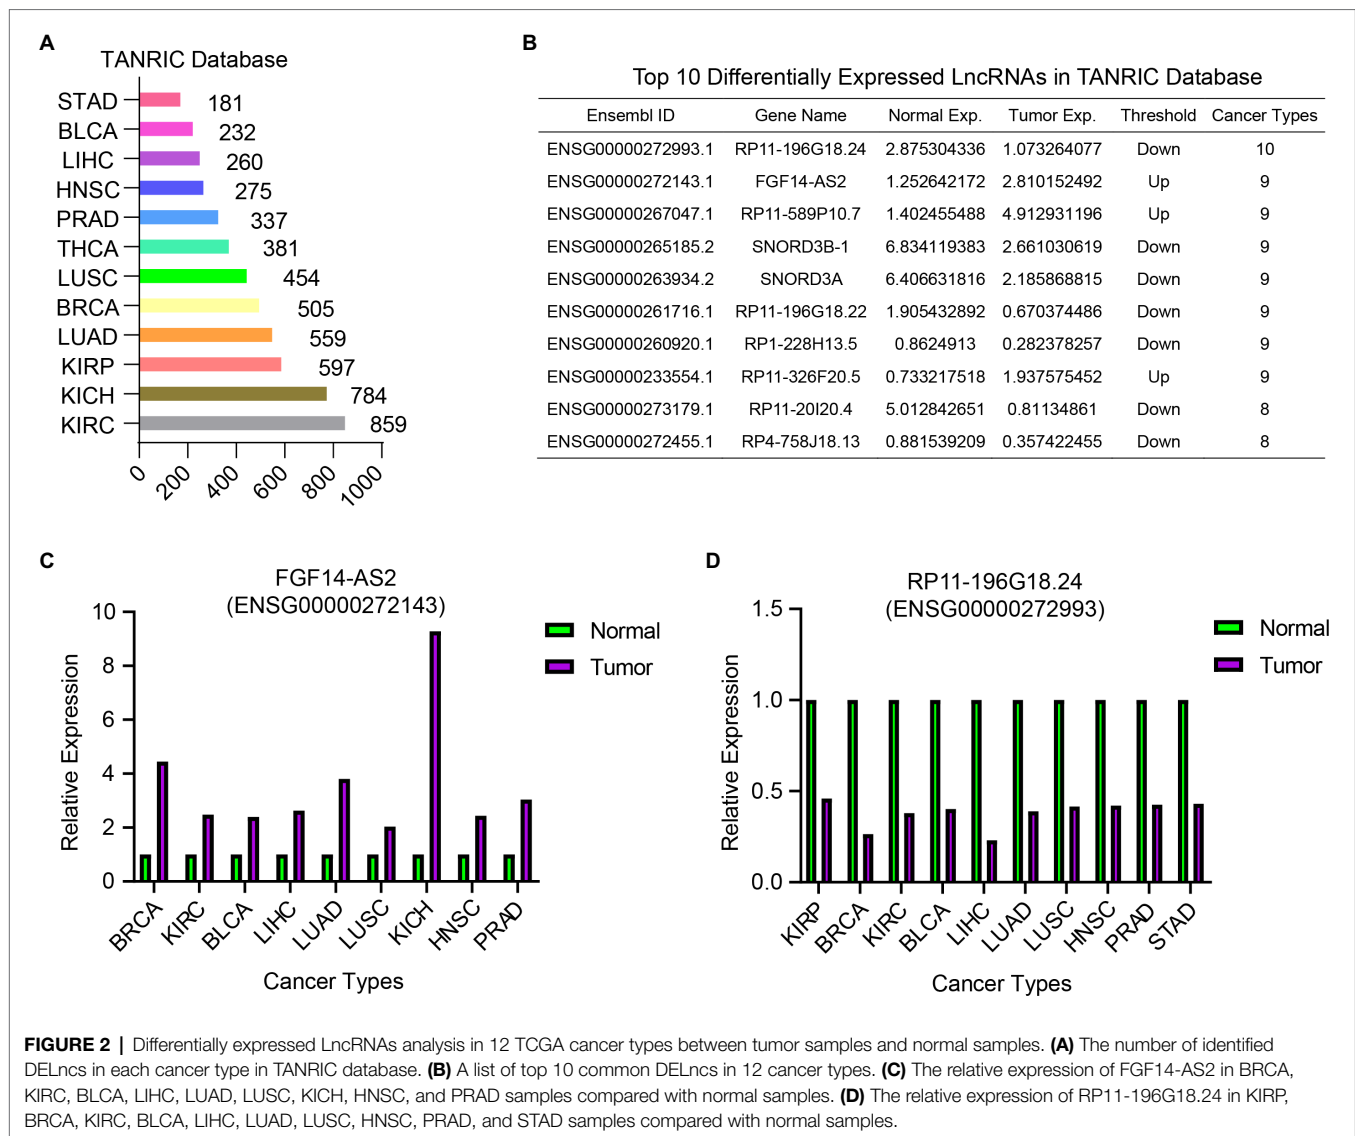 A
TANRIC Database
STAD 181
BLCA 232
LIHC 260
HNSC 275
PRAD 337
THCA 381
LUSC 454
BRCA 505
LUAD 559
KIRP 597
KICH 784
KIRC 859
0 200 400 600 800 1000
B
Top 10 Differentially Expressed LncRNAs in TANRIC Database
Ensembl ID Gene Name Normal Exp. Tumor Exp. Threshold Cancer Types
ENSG00000272993.1 RP11-196G18.24 2.875304336 1.073264077 Down 10
ENSG00000272143.1 FGF14-AS2 1.252642172 2.810152492 Up 9
ENSG00000267047.1 RP11-589P10.7 1.402455488 4.912931196 Up 9
ENSG00000265185.2 SNORD3B-1 6.834119383 2.661030619 Down 9
ENSG00000263934.2 SNORD3A 6.406631816 2.185868815 Down 9
ENSG00000261716.1 RP11-196G18.22 1.905432892 0.670374486 Down 9
ENSG00000260920.1 RP1-228H13.5 0.8624913 0.282378257 Down 9
ENSG00000233554.1 RP11-326F20.5 0.733217518 1.937575452 Up 9
ENSG00000273179.1 RP11-20I20.4 5.012842651 0.81134861 Down 8
ENSG00000272455.1 RP4-758J18.13 0.881539209 0.357422455 Down 8
C
FGF14-AS2
(ENSG00000272143)
Relative Expression
10
8
6
4
2
0
Normal
Tumor
BRCA KIRC BLCA LIHC LUAD LUSC KICH HNSC PRAD
Cancer Types
D
RP11-196G18.24
(ENSG00000272993)
Relative Expression
1.5
1.0
0.5
0.0
Normal
Tumor
KIRP BRCA KIRC BLCA LIHC LUAD LUSC HNSC PRAD STAD
Cancer Types
FIGURE 2 | Differentially expressed LncRNAs analysis in 12 TCGA cancer types between tumor samples and normal samples. (A) The number of identified
DELncs in each cancer type in TANRIC database. (B) A list of top 10 common DELncs in 12 cancer types. (C) The relative expression of FGF14-AS2 in BRCA,
KIRC, BLCA, LIHC, LUAD, LUSC, KICH, HNSC, and PRAD samples compared with normal samples. (D) The relative expression of RP11-196G18.24 in KIRP,
BRCA, KIRC, BLCA, LIHC, LUAD, LUSC, HNSC, PRAD, and STAD samples compared with normal samples.